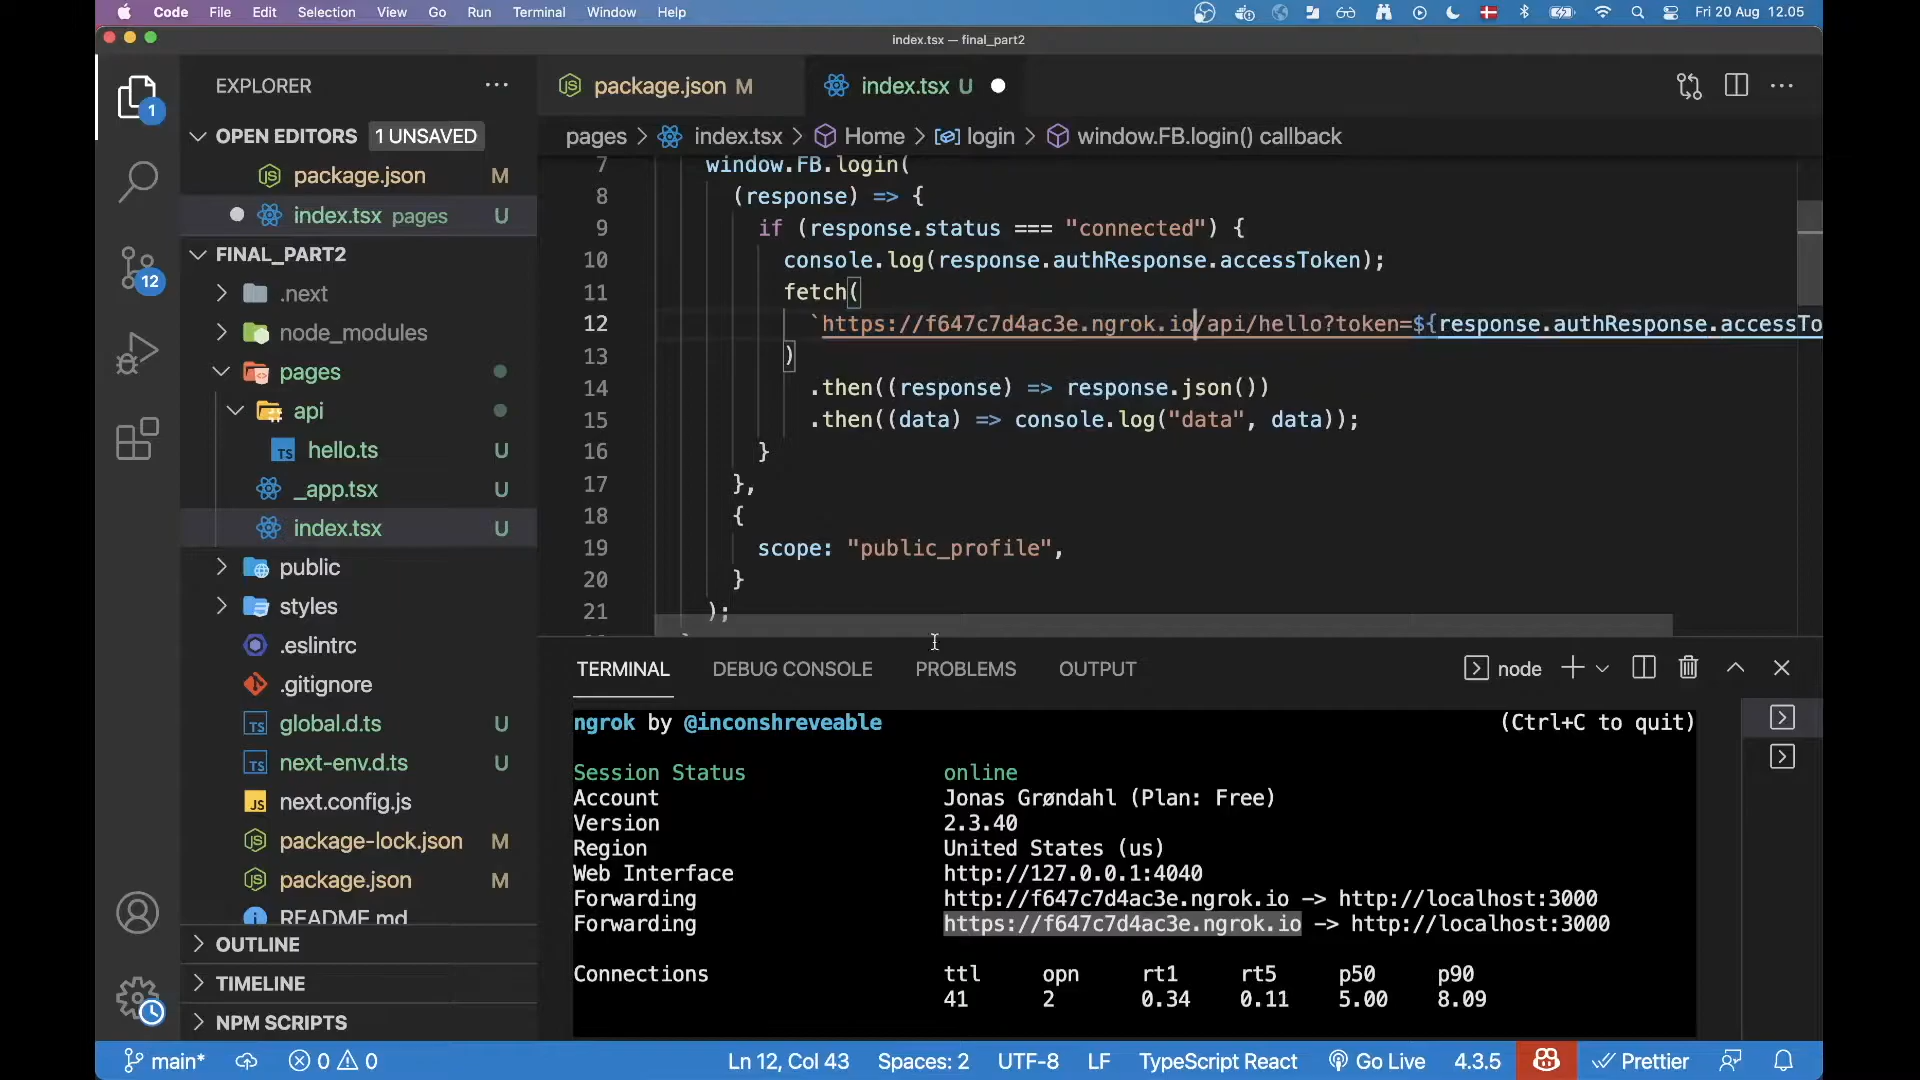 Code File Edit Selection View Go Run Terminal Window Help Fri 20 Aug 12.05
index.tsx — final_part2
EXPLORER
OPEN EDITORS 1 UNSAVED
package.json M
index.tsx pages U
FINAL_PART2
.next
node_modules
pages
api
hello.ts U
_app.tsx U
index.tsx U
public
styles
.eslintrc
.gitignore
global.d.ts U
next-env.d.ts U
next.config.js
package-lock.json M
package.json M
README.md
OUTLINE
TIMELINE
NPM SCRIPTS
1
12
package.json M index.tsx U
pages > index.tsx > Home > login > window.FB.login() callback
7 window.FB.login(
8 (response) => {
9 if (response.status === "connected") {
10 console.log(response.authResponse.accessToken);
11 fetch(
12 `https://f647c7d4ac3e.ngrok.io/api/hello?token=${response.authResponse.accessTo
13 )
14 .then((response) => response.json())
15 .then((data) => console.log("data", data));
16 }
17 },
18 {
19 scope: "public_profile",
20 }
21 );
TERMINAL DEBUG CONSOLE PROBLEMS OUTPUT node
ngrok by @inconshreveable (Ctrl+C to quit)
Session Status online
Account Jonas Grøndahl (Plan: Free)
Version 2.3.40
Region United States (us)
Web Interface http://127.0.0.1:4040
Forwarding http://f647c7d4ac3e.ngrok.io -> http://localhost:3000
Forwarding https://f647c7d4ac3e.ngrok.io -> http://localhost:3000
Connections ttl opn rt1 rt5 p50 p90
41 2 0.34 0.11 5.00 8.09
main* 0 0 Ln 12, Col 43 Spaces: 2 UTF-8 LF TypeScript React Go Live 4.3.5 Prettier